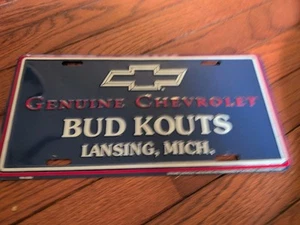 GENUINE CHEVROLET
BUD KOUTS
LANSING, MICH.